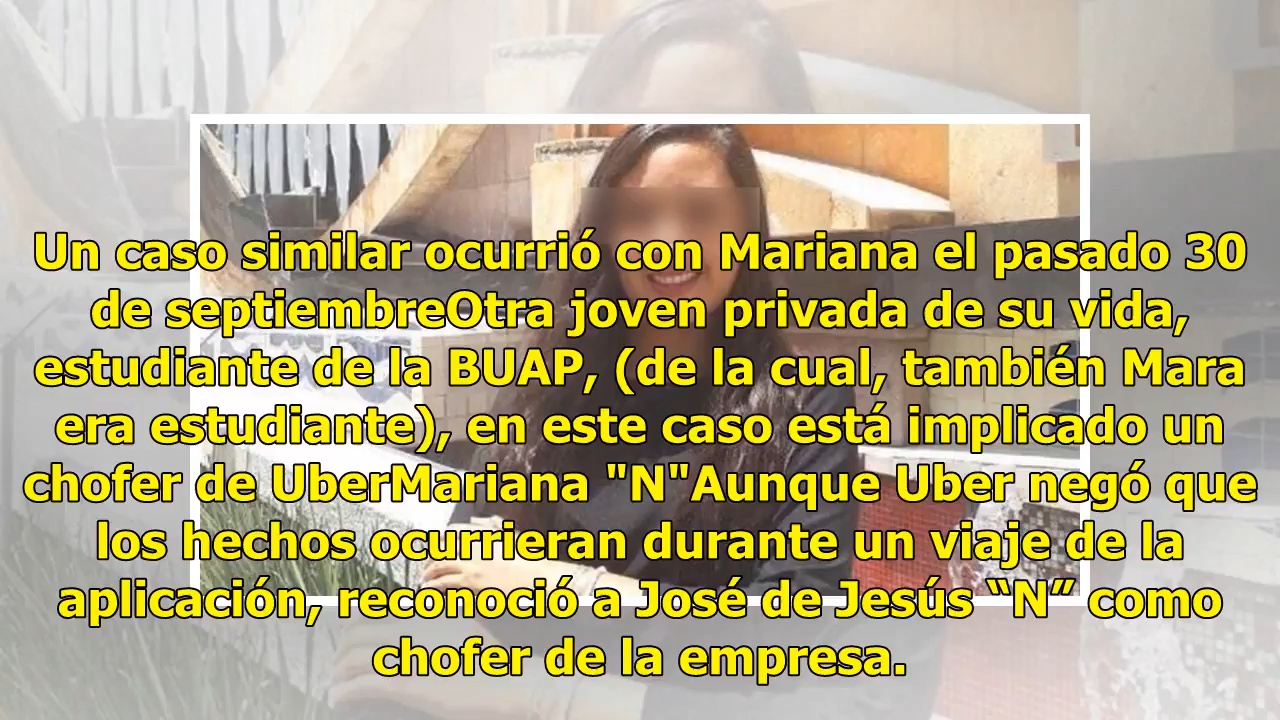 Un caso similar ocurrió con Mariana el pasado 30
de septiembreOtra joven privada de su vida,
estudiante de la BUAP, (de la cual, también Mara
era estudiante), en este caso está implicado un
chofer de UberMariana "N"Aunque Uber negó que
los hechos ocurrieran durante un viaje de la
aplicación, reconoció a José de Jesús “N” como
chofer de la empresa.